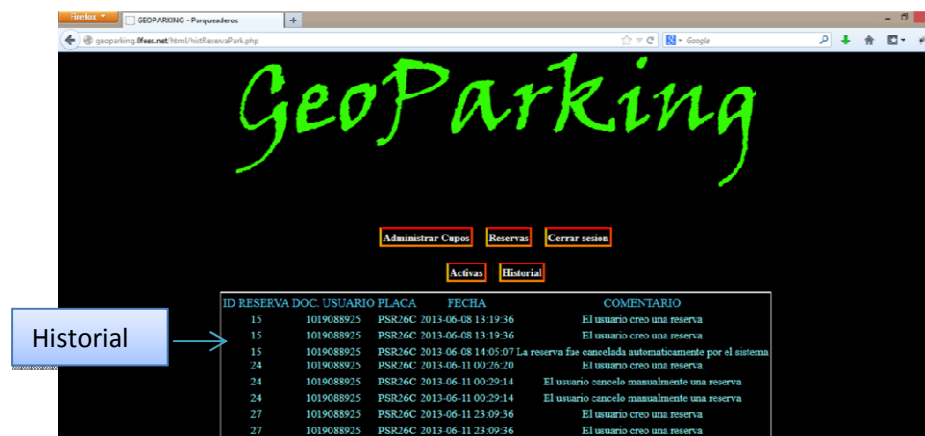 Firefox
GEOPARKING - Parqueaderos
geoparking.0fees.net/html/histReservaPark.php
Google
GeoParking
Administrar Cupos Reservas Cerrar sesion
Activas Historial
ID RESERVA DOC. USUARIO PLACA FECHA COMENTARIO
15 1019088925 PSR26C 2013-06-08 13:19:36 El usuario creo una reserva
15 1019088925 PSR26C 2013-06-08 13:19:36 El usuario creo una reserva
Historial
15 1019088925 PSR26C 2013-06-08 14:05:07 La reserva fue cancelada automaticamente por el sistema
24 1019088925 PSR26C 2013-06-11 00:26:20 El usuario creo una reserva
24 1019088925 PSR26C 2013-06-11 00:29:14 El usuario cancelo manualmente una reserva
24 1019088925 PSR26C 2013-06-11 00:29:14 El usuario cancelo manualmente una reserva
27 1019088925 PSR26C 2013-06-11 23:09:36 El usuario creo una reserva
27 1019088925 PSR26C 2013-06-11 23:09:36 El usuario creo una reserva